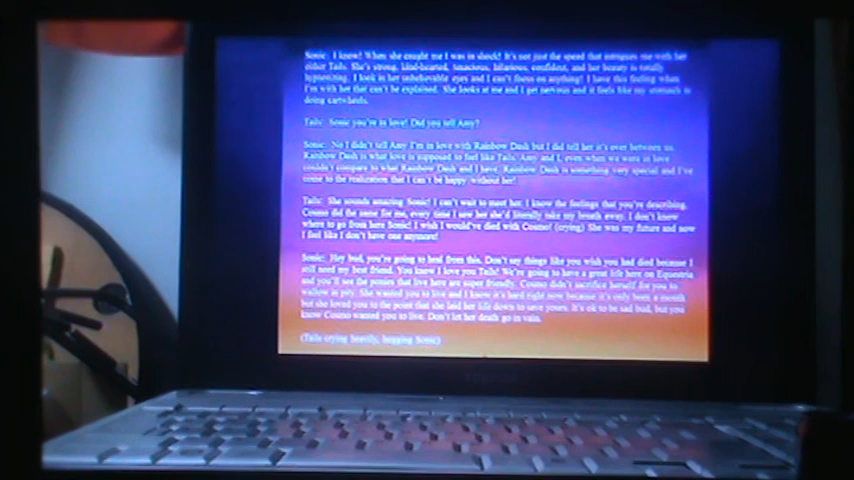 Sonic: I know! When she caught me I was in shock! It's not just the speed that intrigues me with her
either Tails. She's strong, kind-hearted, tenacious, hilarious, confident, and her beauty is totally
hypnotizing. I look in her unbelievable eyes and I can't focus on anything! I have this feeling when
I'm with her that can't be explained. She looks at me and I get nervous and it feels like my stomach is
doing cartwheels.
Tails: Sonic you're in love! Did you tell Amy?
Sonic: No I didn't tell Amy I'm in love with Rainbow Dash but I did tell her it's over between us.
Rainbow Dash is what love is supposed to feel like Tails. Amy and I, even when we were in love
couldn't compare to what Rainbow Dash and I have. Rainbow Dash is something very special and I've
come to the realization that I can't be happy without her!
Tails: She sounds amazing Sonic! I can't wait to meet her. I know the feelings that you're describing.
Cosmo did the same for me, every time I saw her she'd literally take my breath away. I don't know
where to go from here Sonic! I wish I would've died with Cosmo! (crying) She was my future and now
I feel like I don't have one anymore!
Sonic: Hey bud, you're going to heal from this. Don't say things like you wish you had died because I
still need my best friend. You know I love you Tails! We're going to have a great life here on Equestria
and you'll see the ponies that live here are super friendly. Cosmo didn't sacrifice herself for you to
wallow in pity. She wanted you to live and I know it's hard right now because it's only been a month
but she loved you to the point that she laid her life down to save yours. It's ok to be sad bud, but you
know Cosmo wanted you to live. Don't let her death go in vain.
(Tails crying heavily, hugging Sonic)